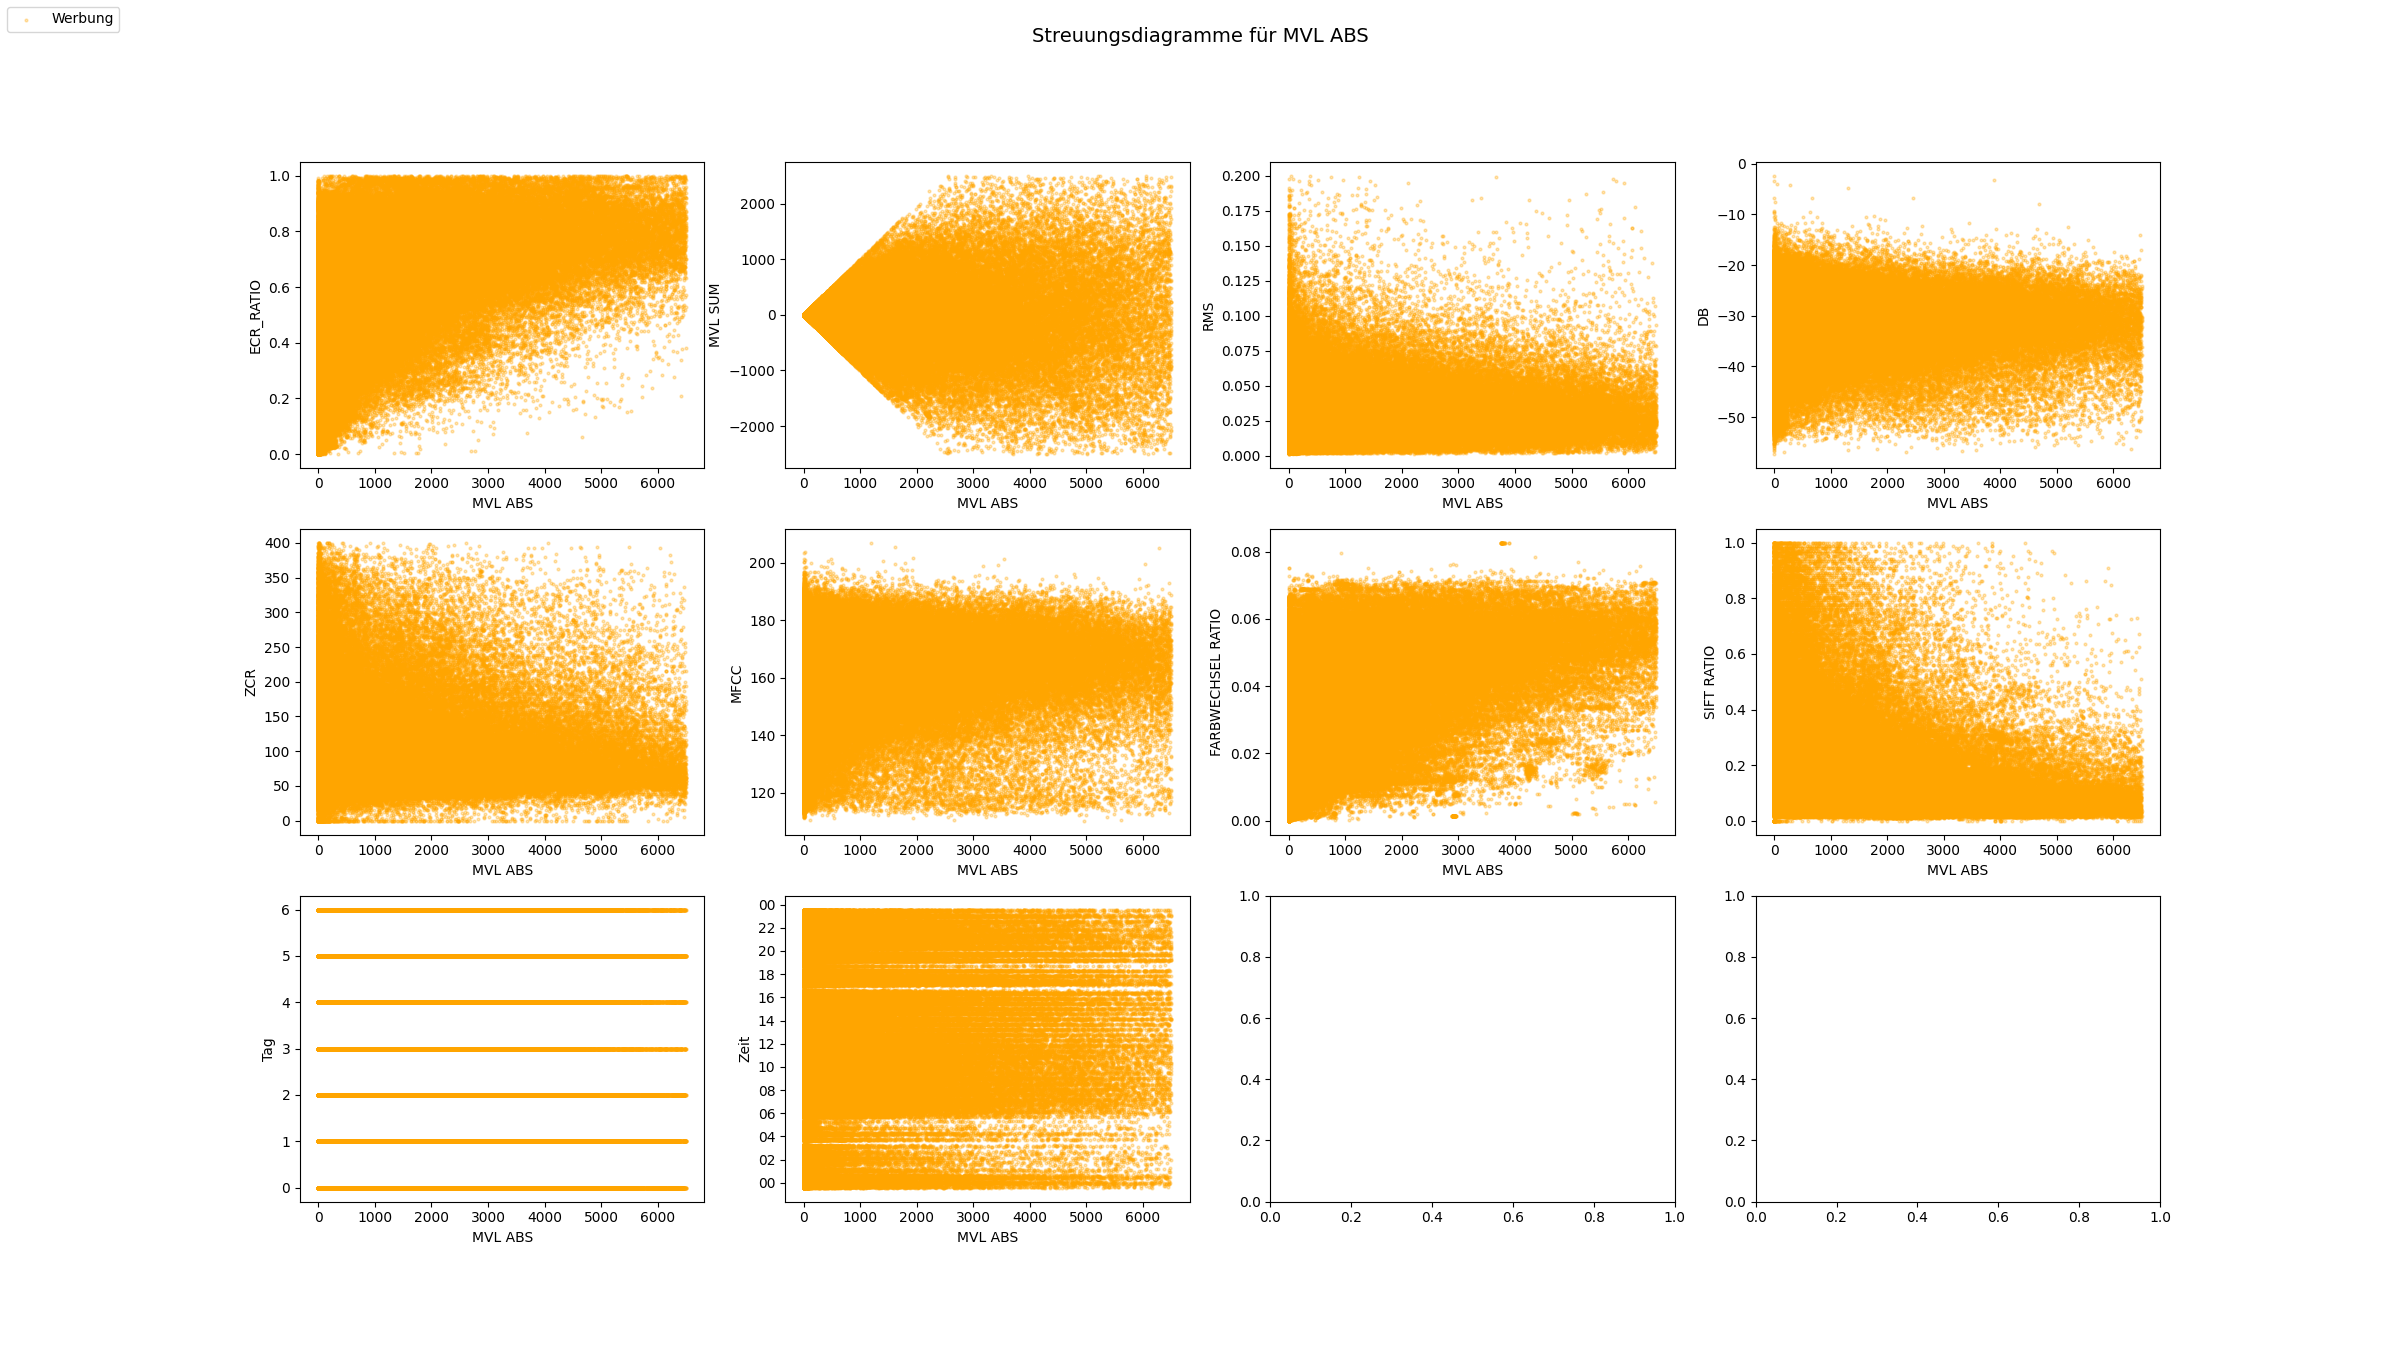 Werbung
Streuungsdiagramme für MVL ABS
1.0
0.8
0.6
0.4
0.2
0.0
ECR_RATIO
0 1000 2000 3000 4000 5000 6000
MVL ABS
2000
1000
0
−1000
−2000
MVL SUM
0 1000 2000 3000 4000 5000 6000
MVL ABS
0.200
0.175
0.150
0.125
0.100
0.075
0.050
0.025
0.000
RMS
0 1000 2000 3000 4000 5000 6000
MVL ABS
0
−10
−20
−30
−40
−50
DB
0 1000 2000 3000 4000 5000 6000
MVL ABS
400
350
300
250
200
150
100
50
0
ZCR
0 1000 2000 3000 4000 5000 6000
MVL ABS
200
180
160
140
120
MFCC
0 1000 2000 3000 4000 5000 6000
MVL ABS
0.08
0.06
0.04
0.02
0.00
FARBWECHSEL RATIO
0 1000 2000 3000 4000 5000 6000
MVL ABS
1.0
0.8
0.6
0.4
0.2
0.0
SIFT RATIO
0 1000 2000 3000 4000 5000 6000
MVL ABS
6
5
4
3
2
1
0
Tag
0 1000 2000 3000 4000 5000 6000
MVL ABS
00
22
20
18
16
14
12
10
08
06
04
02
00
Zeit
0 1000 2000 3000 4000 5000 6000
MVL ABS
1.0
0.8
0.6
0.4
0.2
0.0
0.0 0.2 0.4 0.6 0.8 1.0
1.0
0.8
0.6
0.4
0.2
0.0
0.0 0.2 0.4 0.6 0.8 1.0